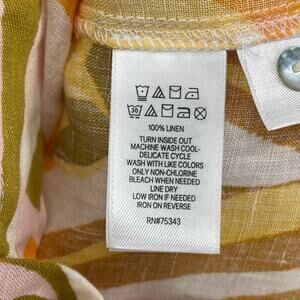 30
100% LINEN
TURN INSIDE OUT
MACHINE WASH COOL-
DELICATE CYCLE
WASH WITH LIKE COLORS
ONLY NON-CHLORINE
BLEACH WHEN NEEDED
LINE DRY
LOW IRON IF NEEDED
IRON ON REVERSE
RN#75343